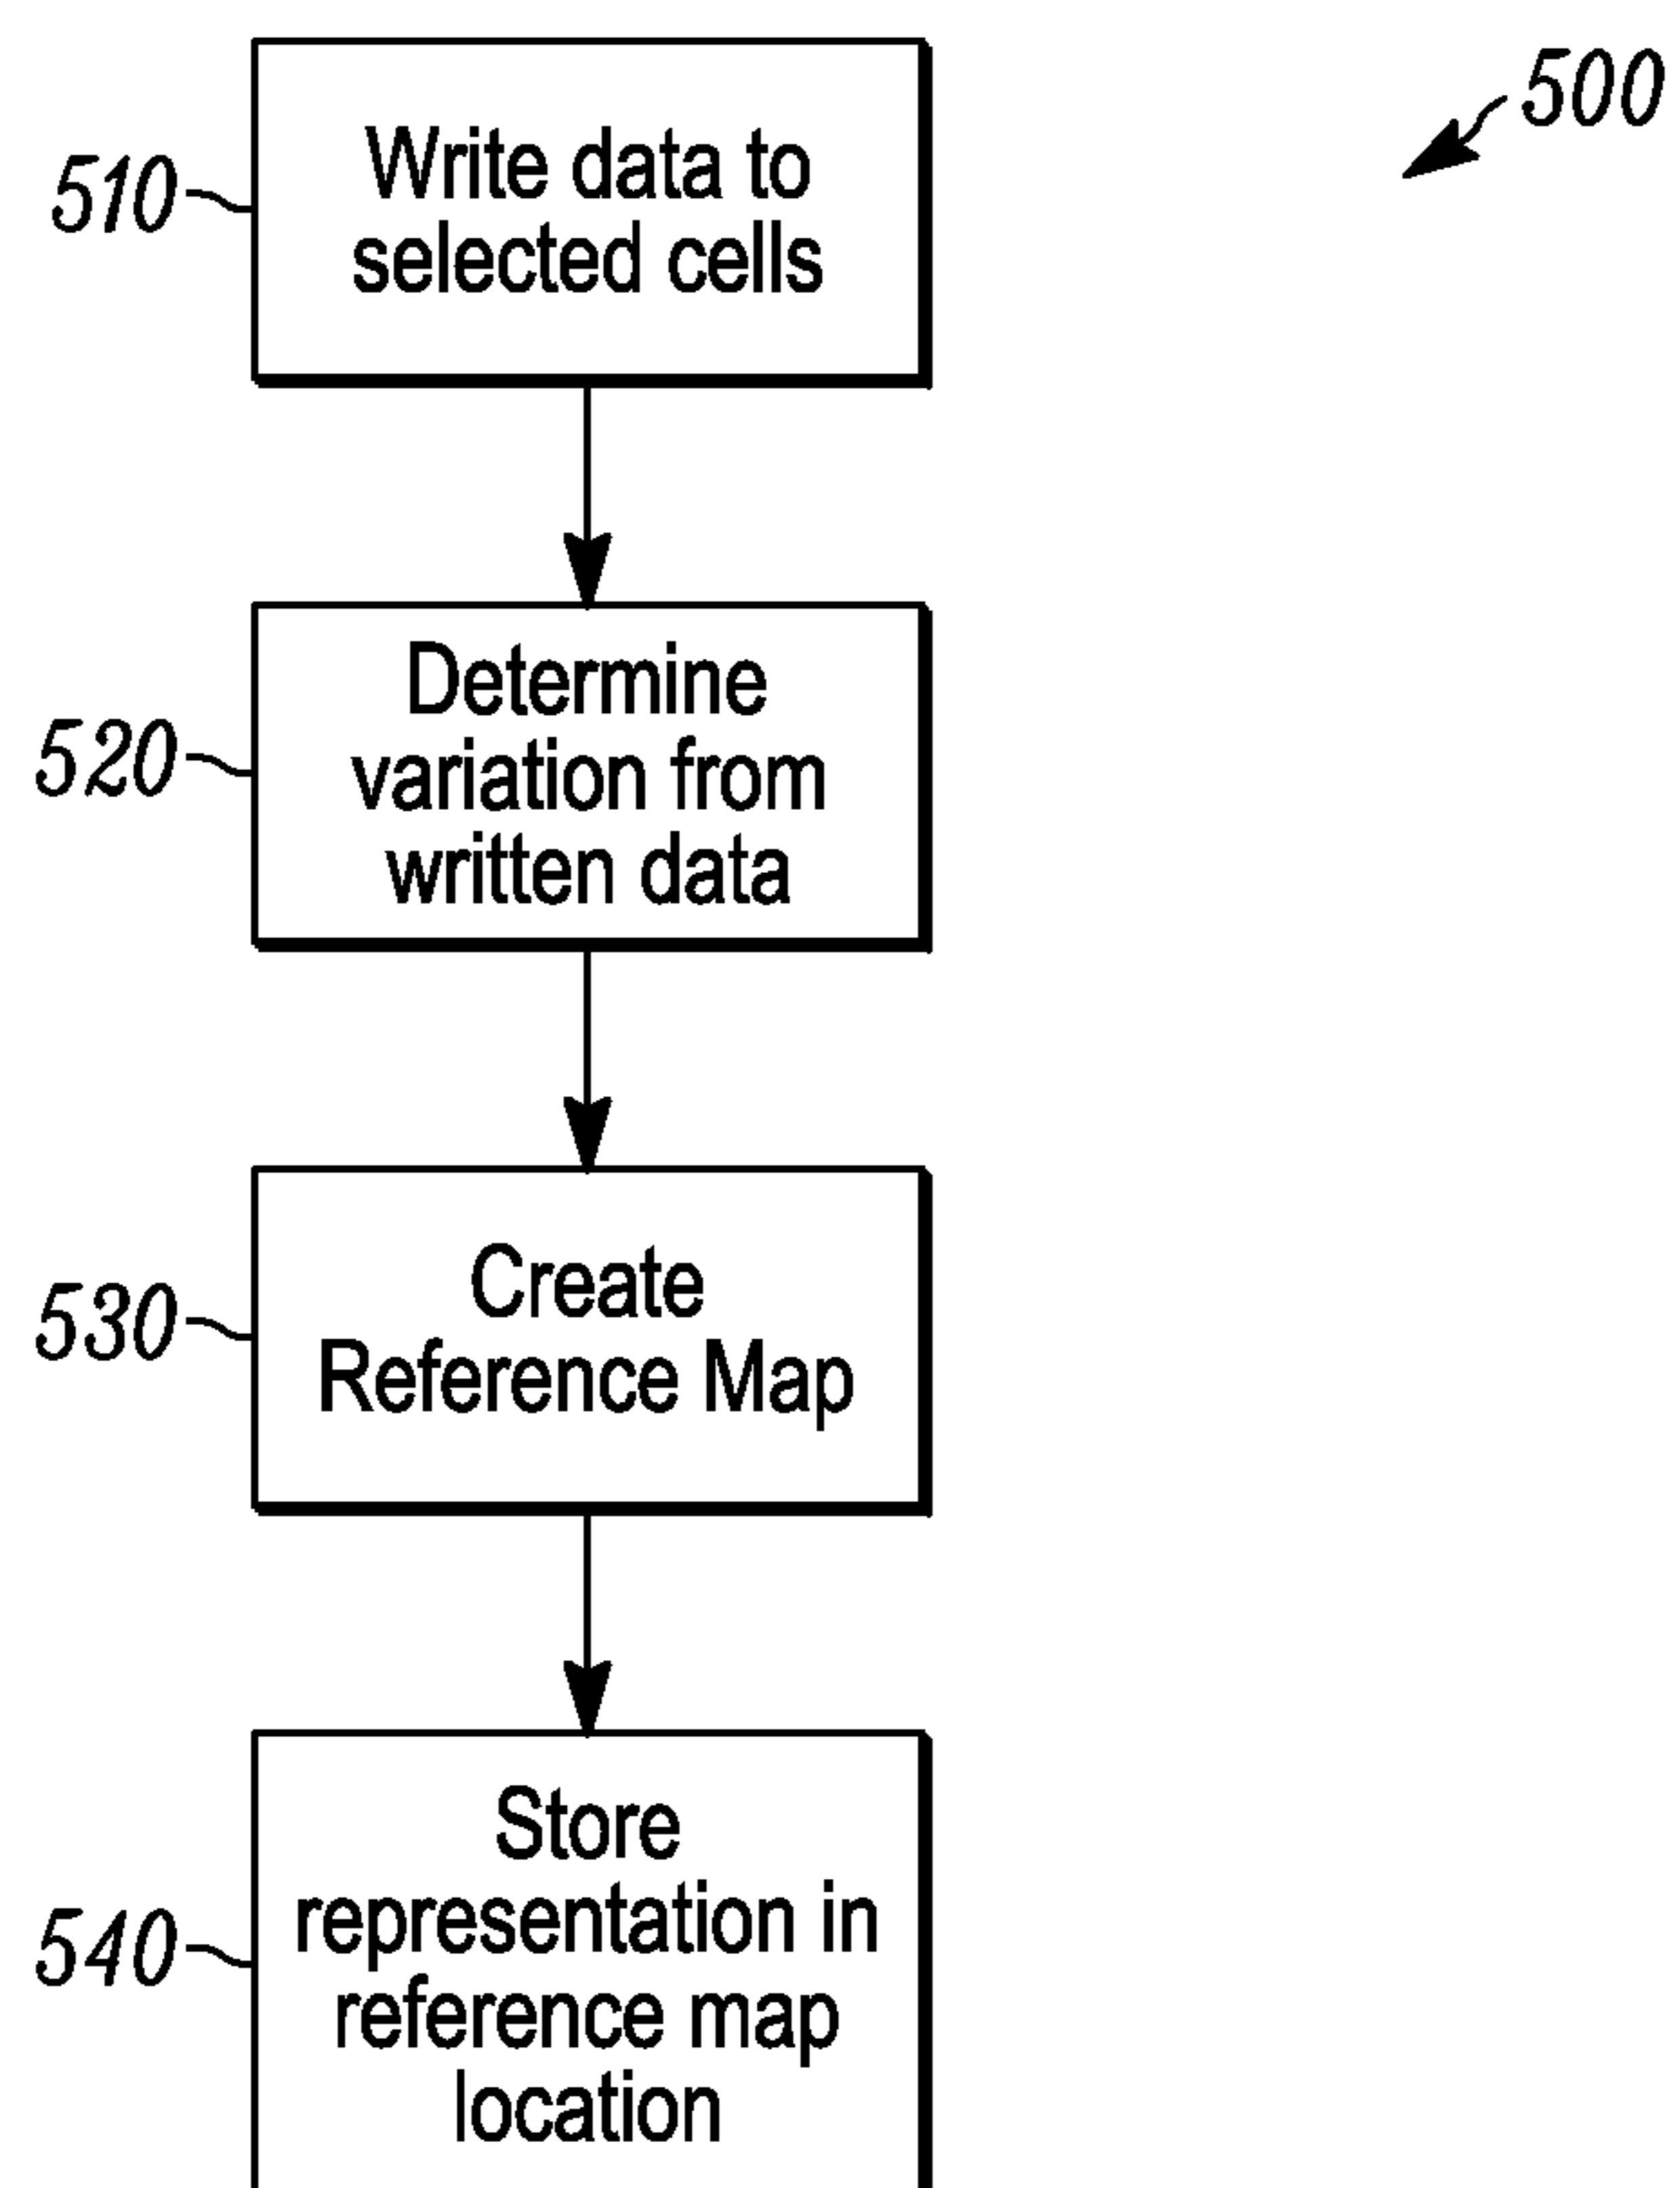 500
510
Write data to
selected cells
520
Determine
variation from
written data
530
Create
Reference Map
540
Store
representation in
reference map
location